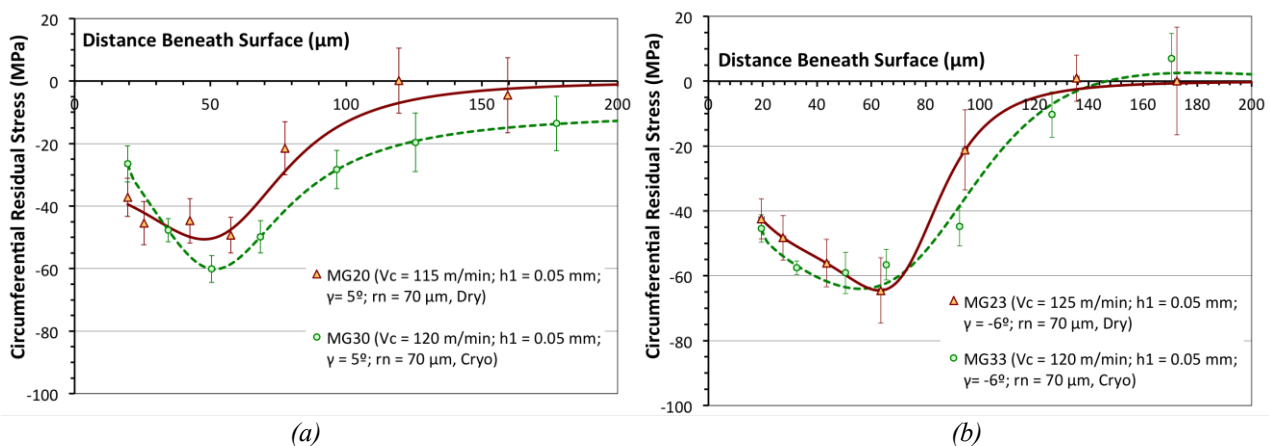 20
0
-20
-40
-60
-80
-100
Circumferential Residual Stress (MPa)
Distance Beneath Surface (µm)
0 50 100 150 200
MG20 (Vc = 115 m/min; h1 = 0.05 mm;
γ= 5º; rn = 70 µm, Dry)
MG30 (Vc = 120 m/min; h1 = 0.05 mm;
γ= 5º; rn = 70 µm, Cryo)
(a)
20
0
-20
-40
-60
-80
-100
Circumferential Residual Stress (MPa)
Distance Beneath Surface (µm)
0 20 40 60 80 100 120 140 160 180 200
MG23 (Vc = 125 m/min; h1 = 0.05 mm;
γ = -6º; rn = 70 µm, Dry)
MG33 (Vc = 120 m/min; h1 = 0.05 mm;
γ= -6º; rn = 70 µm, Cryo)
(b)